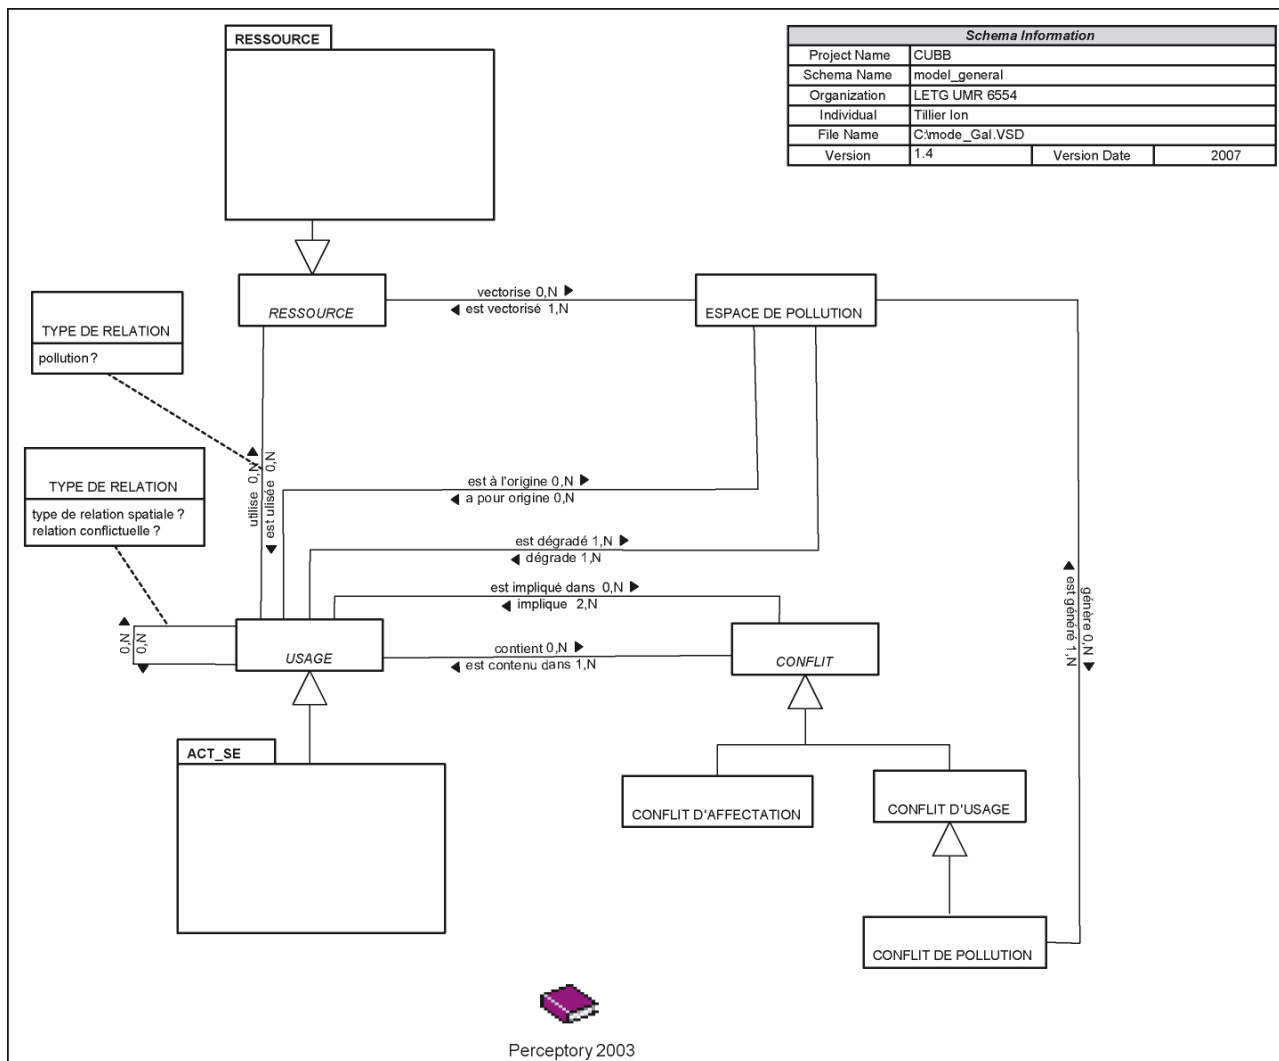 RESSOURCE
Schema Information
Project Name CUBB
Schema Name model_general
Organization LETG UMR 6554
Individual Tillier Ion
File Name C:\mode_Gal.VSD
Version 1.4 Version Date 2007
RESSOURCE
vectorise 0,N ▶
◀ est vectorisé 1,N
ESPACE DE POLLUTION
TYPE DE RELATION
pollution ?
TYPE DE RELATION
type de relation spatiale ?
relation conflictuelle ?
utilise 0,N ▶
◀ est ulisée 0,N
est à l'origine 0,N ▶
◀ a pour origine 0,N
est dégradé 1,N ▶
◀ dégrade 1,N
est impliqué dans 0,N ▶
◀ implique 2,N
contient 0,N ▶
◀ est contenu dans 1,N
génère 0,N ▶
◀ est généré 1,N
0,N ▶
◀ 0,N
USAGE
CONFLIT
ACT_SE
CONFLIT D'AFFECTATION
CONFLIT D'USAGE
CONFLIT DE POLLUTION
Perceptory 2003